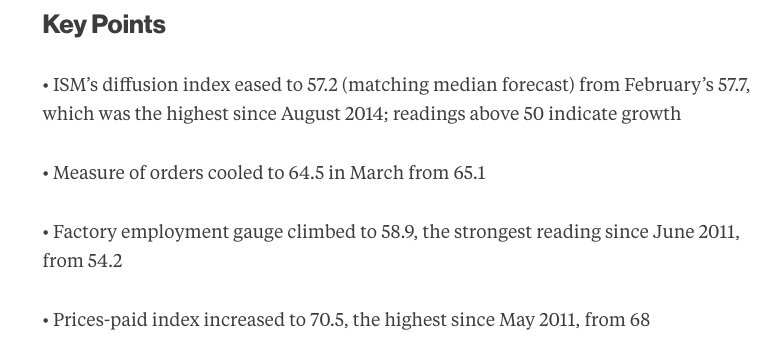 Key Points
• ISM’s diffusion index eased to 57.2 (matching median forecast) from February’s 57.7,
which was the highest since August 2014; readings above 50 indicate growth
• Measure of orders cooled to 64.5 in March from 65.1
• Factory employment gauge climbed to 58.9, the strongest reading since June 2011,
from 54.2
• Prices-paid index increased to 70.5, the highest since May 2011, from 68